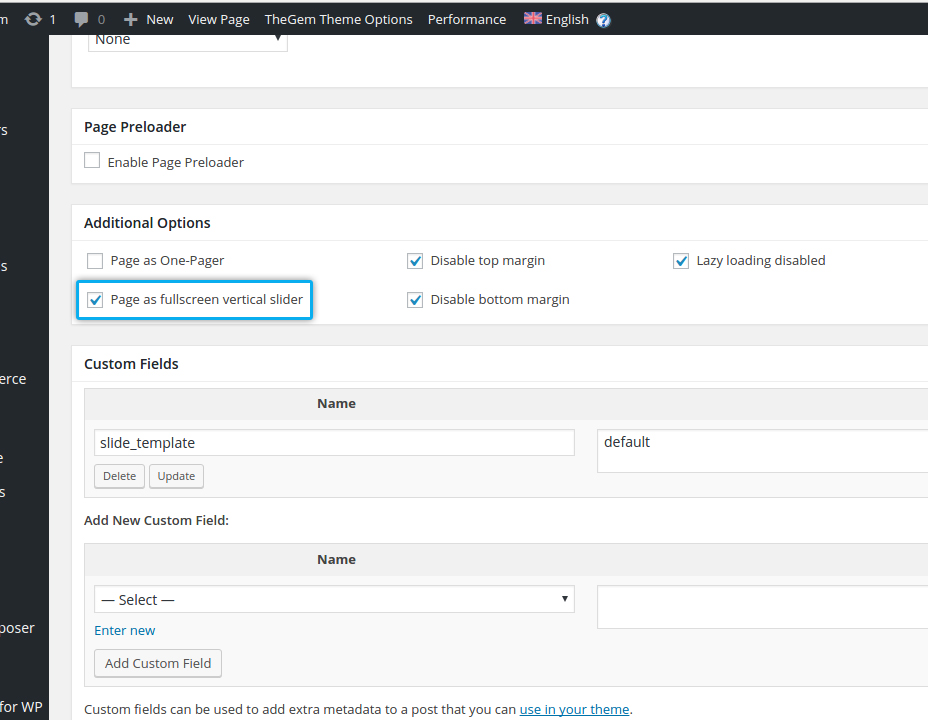 m 1 0 New View Page TheGem Theme Options Performance English ?
None
rs
Page Preloader
Enable Page Preloader
Additional Options
Page as One-Pager Disable top margin Lazy loading disabled
s
Page as fullscreen vertical slider Disable bottom margin
Custom Fields
erce
Name
slide_template default
e
Delete Update
s
Add New Custom Field:
Name
— Select —
Enter new
poser
Add Custom Field
for WP
Custom fields can be used to add extra metadata to a post that you can use in your theme.